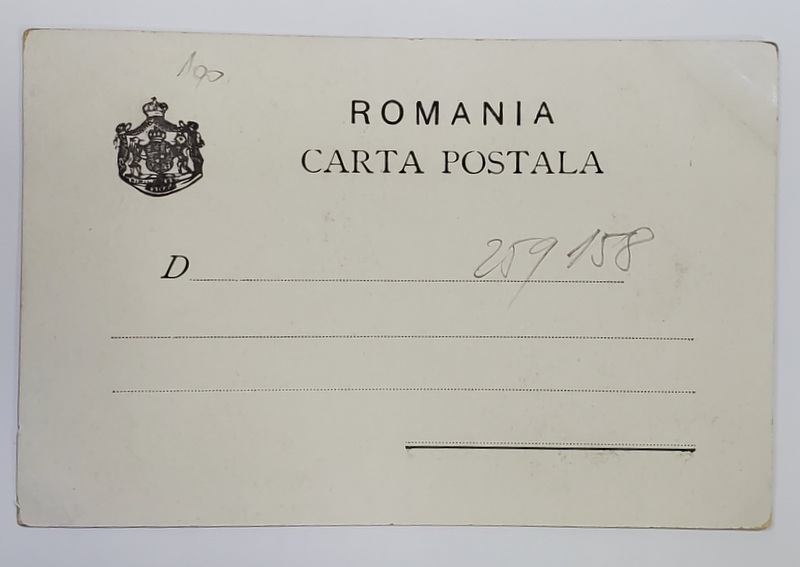 100
ROMANIA
CARTA POSTALA
D
259158